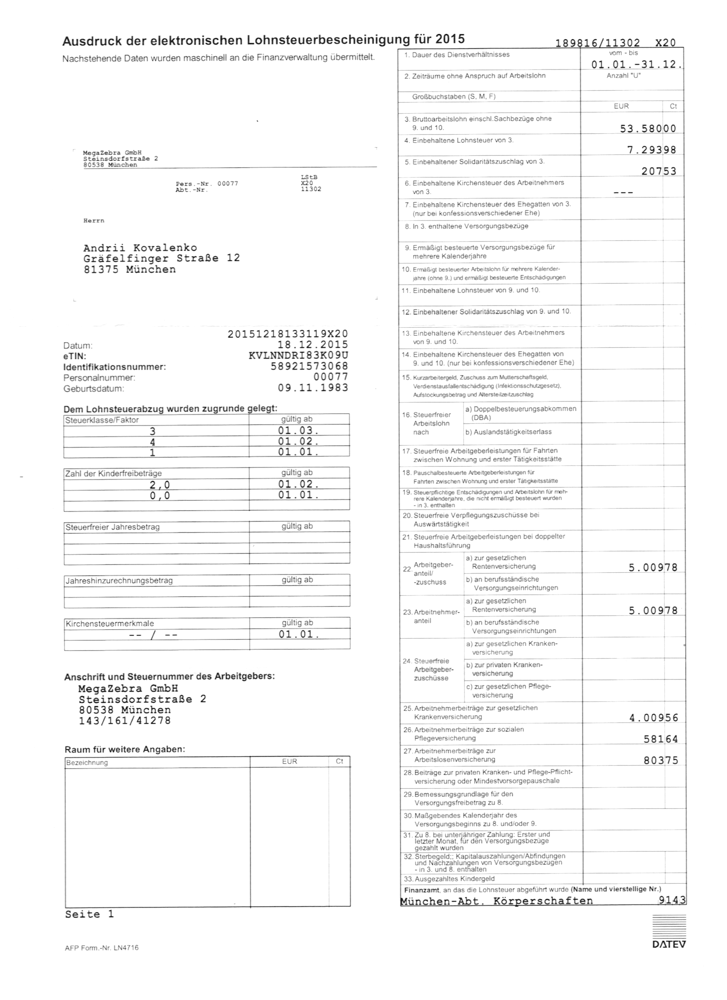 Ausdruck der elektronischen Lohnsteuerbescheinigung für 2015
Nachstehende Daten wurden maschinell an die Finanzverwaltung übermittelt.
MegaZebra GmbH
Steinsdorfstraße 2
80538 München
LStB
Pers.-Nr. 00077 X20
Abt.-Nr. 11302
Herrn
Andrii Kovalenko
Gräfelfinger Straße 12
81375 München
20151218133119X20
Datum: 18.12.2015
eTIN: KVLNNDRI83K09U
Identifikationsnummer: 58921573068
Personalnummer: 00077
Geburtsdatum: 09.11.1983
Dem Lohnsteuerabzug wurden zugrunde gelegt:
Steuerklasse/Faktor gültig ab
3 01.03.
4 01.02.
1 01.01.
Zahl der Kinderfreibeträge gültig ab
2,0 01.02.
0,0 01.01.
Steuerfreier Jahresbetrag gültig ab
Jahreshinzurechnungsbetrag gültig ab
Kirchensteuermerkmale gültig ab
-- / -- 01.01.
Anschrift und Steuernummer des Arbeitgebers:
MegaZebra GmbH
Steinsdorfstraße 2
80538 München
143/161/41278
Raum für weitere Angaben:
Bezeichnung EUR Ct
Seite 1
AFP Form.-Nr. LN4716
189816/11302 X20
1. Dauer des Dienstverhältnisses vom - bis
01.01.-31.12.
2. Zeiträume ohne Anspruch auf Arbeitslohn Anzahl "U"
Großbuchstaben (S, M, F)
EUR Ct
3. Bruttoarbeitslohn einschl.Sachbezüge ohne
9. und 10. 53.58000
4. Einbehaltene Lohnsteuer von 3.
7.29398
5. Einbehaltener Solidaritätszuschlag von 3.
20753
6. Einbehaltene Kirchensteuer des Arbeitnehmers
von 3. ---
7. Einbehaltene Kirchensteuer des Ehegatten von 3.
(nur bei konfessionsverschiedener Ehe)
8. In 3. enthaltene Versorgungsbezüge
9. Ermäßigt besteuerte Versorgungsbezüge für
mehrere Kalenderjahre
10. Ermäßigt besteuerter Arbeitslohn für mehrere Kalender-
jahre (ohne 9.) und ermäßigt besteuerte Entschädigungen
11. Einbehaltene Lohnsteuer von 9. und 10.
12. Einbehaltener Solidaritätszuschlag von 9. und 10.
13. Einbehaltene Kirchensteuer des Arbeitnehmers
von 9. und 10.
14. Einbehaltene Kirchensteuer des Ehegatten von
9. und 10. (nur bei konfessionsverschiedener Ehe)
15. Kurzarbeitergeld, Zuschuss zum Mutterschaftsgeld,
Verdienstausfallentschädigung (Infektionsschutzgesetz),
Aufstockungsbetrag und Altersteilzeitzuschlag
16. Steuerfreier Arbeitslohn nach
a) Doppelbesteuerungsabkommen
(DBA)
b) Auslandstätigkeitserlass
17. Steuerfreie Arbeitgeberleistungen für Fahrten
zwischen Wohnung und erster Tätigkeitsstätte
18. Pauschalbesteuerte Arbeitgeberleistungen für
Fahrten zwischen Wohnung und erster Tätigkeitsstätte
19. Steuerpflichtige Entschädigungen und Arbeitslohn für meh-
rere Kalenderjahre, die nicht ermäßigt besteuert wurden
- in 3. enthalten
20. Steuerfreie Verpflegungszuschüsse bei
Auswärtstätigkeit
21. Steuerfreie Arbeitgeberleistungen bei doppelter
Haushaltsführung
22. Arbeitgeber-
anteil/
-zuschuss
a) zur gesetzlichen
Rentenversicherung 5.00978
b) an berufsständische
Versorgungseinrichtungen
23. Arbeitnehmer-
anteil
a) zur gesetzlichen
Rentenversicherung 5.00978
b) an berufsständische
Versorgungseinrichtungen
24. Steuerfreie
Arbeitgeber-
zuschüsse
a) zur gesetzlichen Kranken-
versicherung
b) zur privaten Kranken-
versicherung
c) zur gesetzlichen Pflege-
versicherung
25. Arbeitnehmerbeiträge zur gesetzlichen
Krankenversicherung 4.00956
26. Arbeitnehmerbeiträge zur sozialen
Pflegeversicherung 58164
27. Arbeitnehmerbeiträge zur
Arbeitslosenversicherung 80375
28. Beiträge zur privaten Kranken- und Pflege-Pflicht-
versicherung oder Mindestvorsorgepauschale
29. Bemessungsgrundlage für den
Versorgungsfreibetrag zu 8.
30. Maßgebendes Kalenderjahr des
Versorgungsbeginns zu 8. und/oder 9.
31. Zu 8. bei unterjähriger Zahlung: Erster und
letzter Monat, für den Versorgungsbezüge
gezahlt wurden
32. Sterbegeld;; Kapitalauszahlungen/Abfindungen
und Nachzahlungen von Versorgungsbezügen
- in 3. und 8. enthalten
33. Ausgezahltes Kindergeld
Finanzamt, an das die Lohnsteuer abgeführt wurde (Name und vierstellige Nr.)
München-Abt. Körperschaften 9143
DATEV